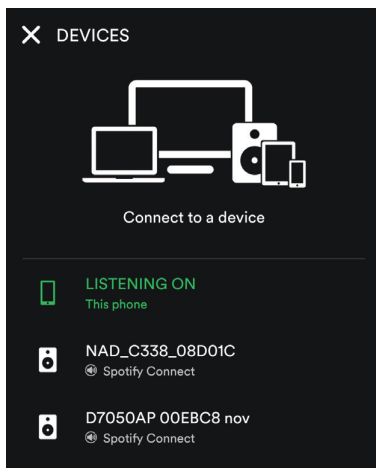 DEVICES
Connect to a device
LISTENING ON
This phone
NAD_C338_08D01C
Spotify Connect
D7050AP 00EBC8 nov
Spotify Connect